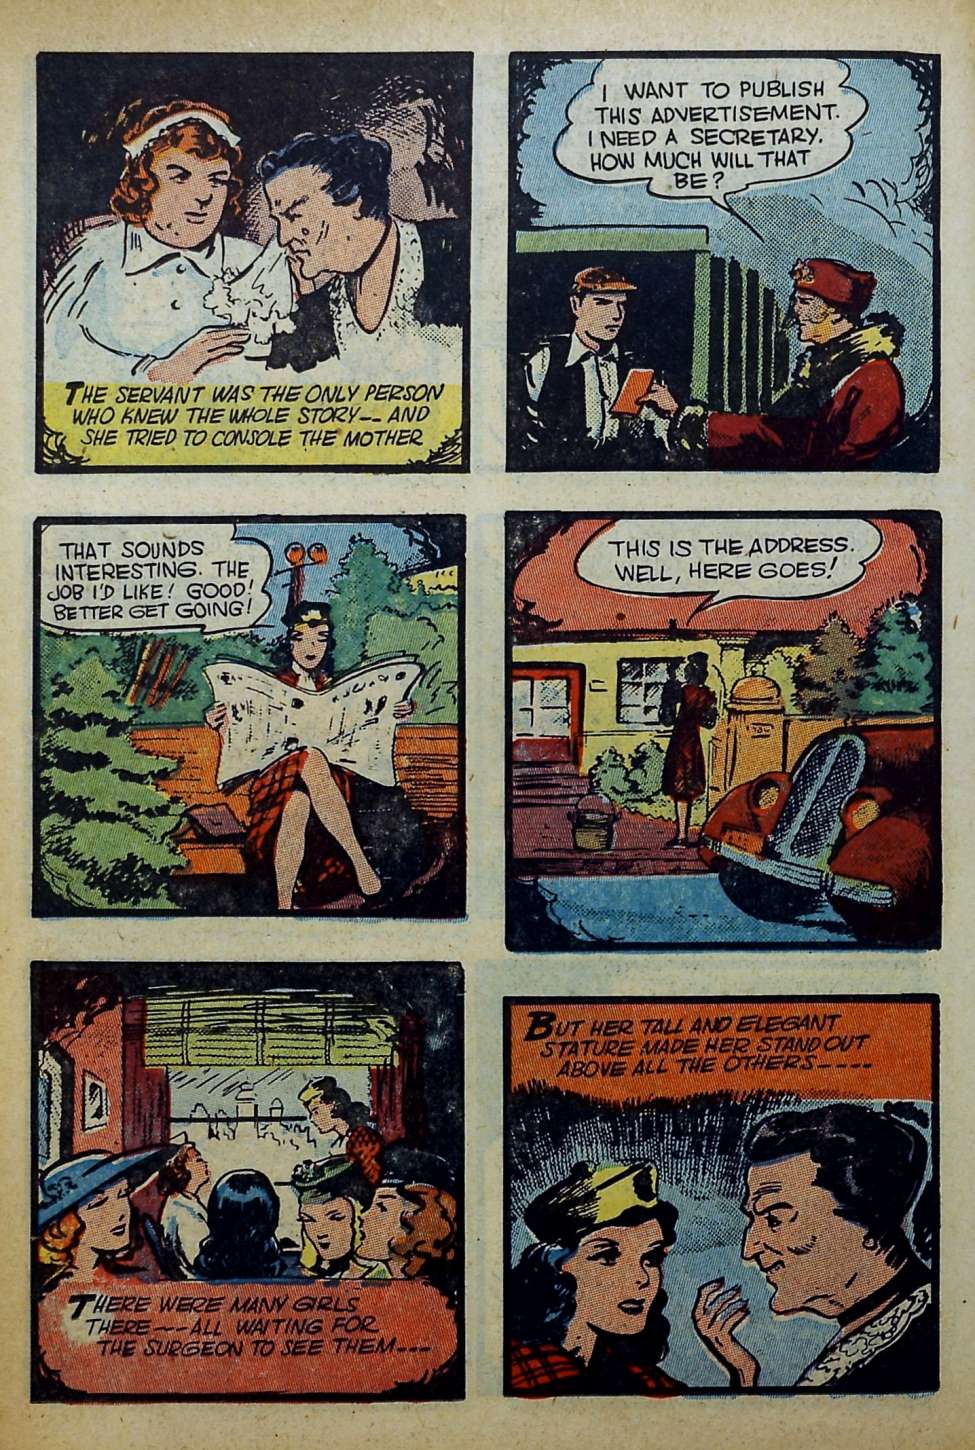 THE SERVANT WAS THE ONLY PERSON
WHO KNEW THE WHOLE STORY-- AND
SHE TRIED TO CONSOLE THE MOTHER
I WANT TO PUBLISH
THIS ADVERTISEMENT.
I NEED A SECRETARY.
HOW MUCH WILL THAT
BE?
THAT SOUNDS
INTERESTING. THE
JOB I'D LIKE! GOOD!
BETTER GET GOING!
THIS IS THE ADDRESS.
WELL, HERE GOES!
THERE WERE MANY GIRLS
THERE---ALL WAITING FOR
THE SURGEON TO SEE THEM---
BUT HER TALL AND ELEGANT
STATURE MADE HER STAND OUT
ABOVE ALL THE OTHERS----